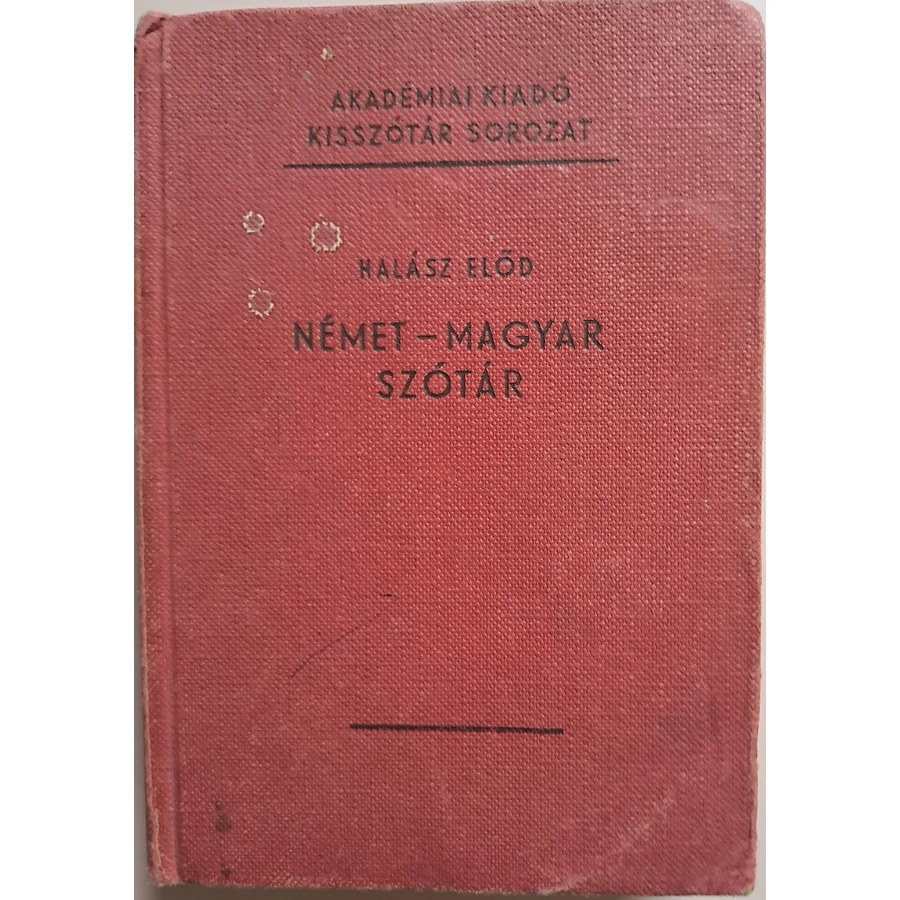 AKADÉMIAI KIADÓ
KISSZÓTÁR SOROZAT
HALÁSZ ELŐD
NÉMET – MAGYAR
SZÓTÁR